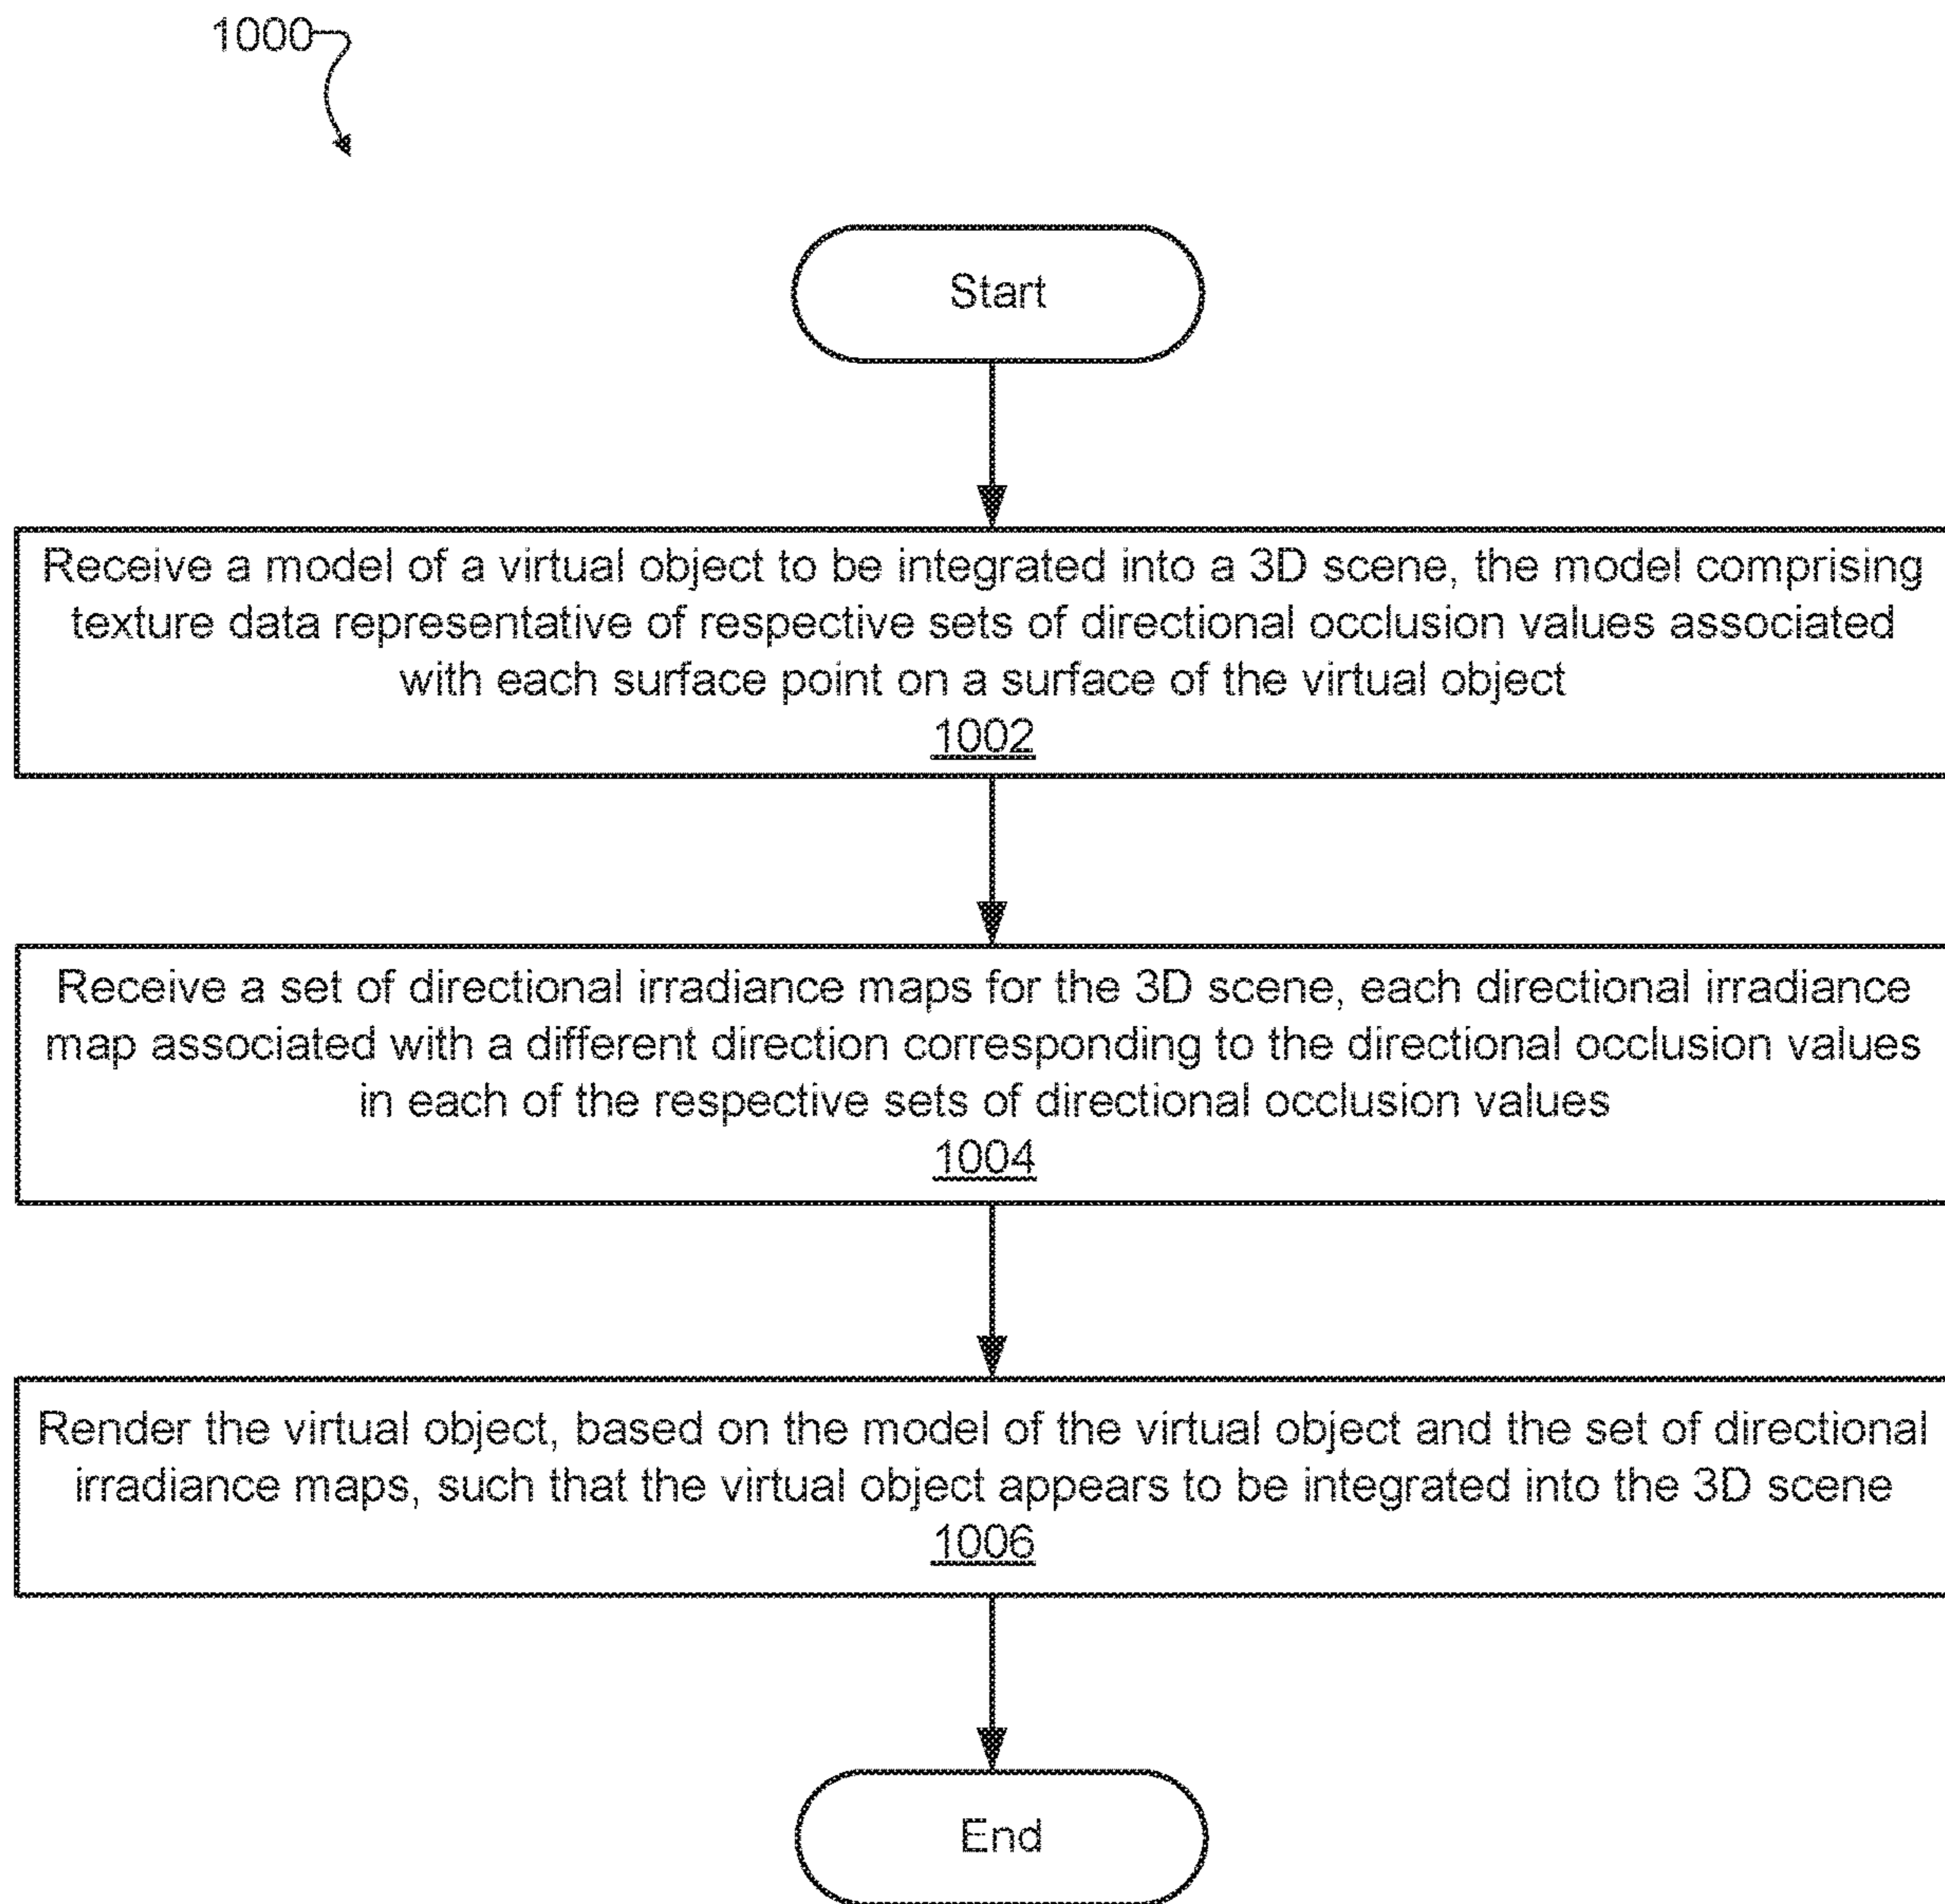 1000
Start
Receive a model of a virtual object to be integrated into a 3D scene, the model comprising
texture data representative of respective sets of directional occlusion values associated
with each surface point on a surface of the virtual object
1002
Receive a set of directional irradiance maps for the 3D scene, each directional irradiance
map associated with a different direction corresponding to the directional occlusion values
in each of the respective sets of directional occlusion values
1004
Render the virtual object, based on the model of the virtual object and the set of directional
irradiance maps, such that the virtual object appears to be integrated into the 3D scene
1006
End